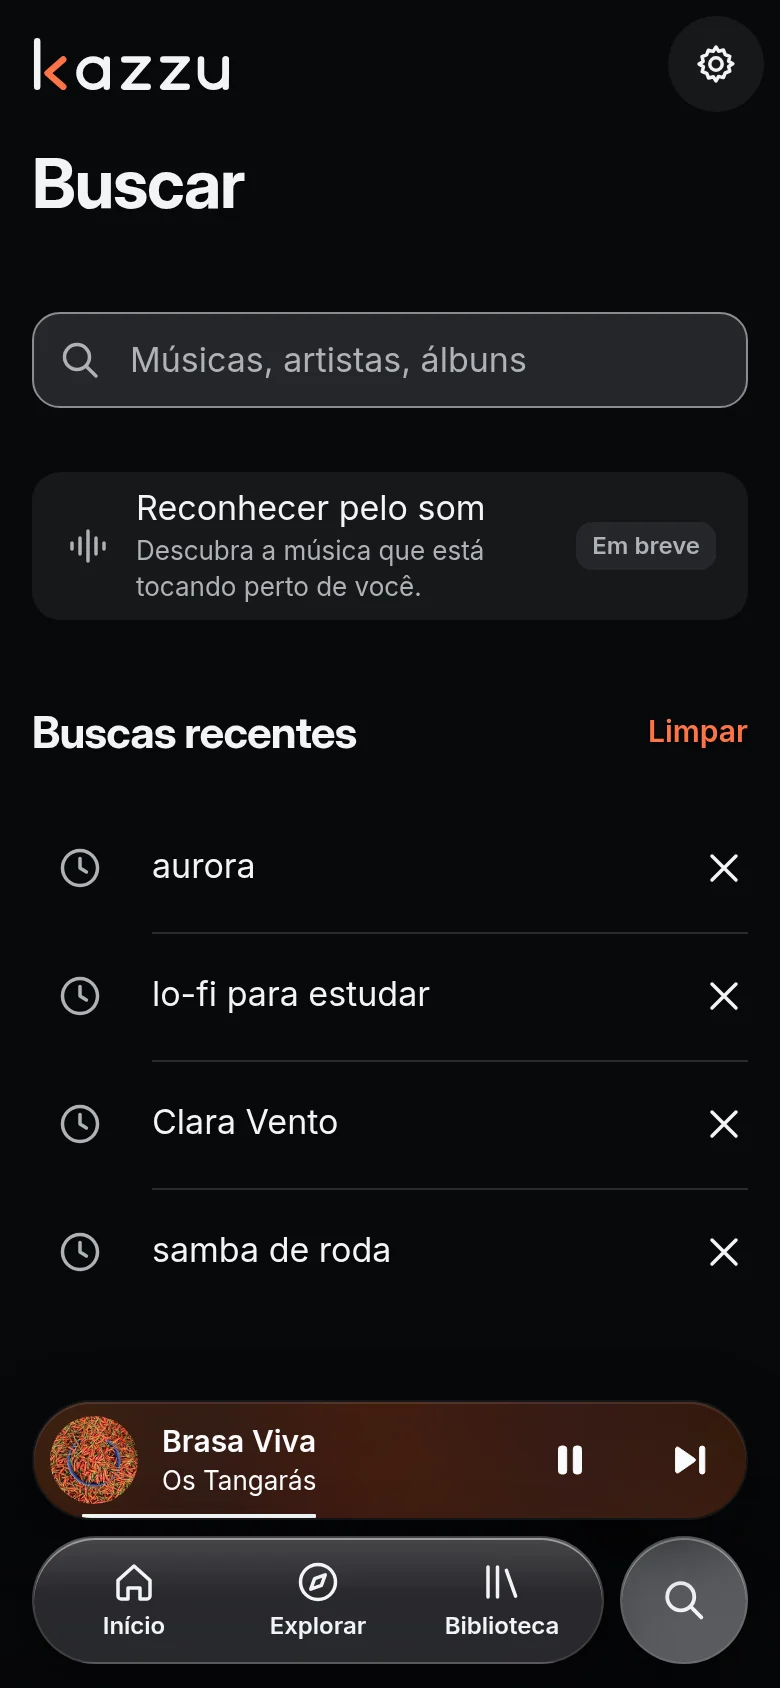 kazzu
Buscar
Músicas, artistas, álbuns
Reconhecer pelo som
Descubra a música que está
tocando perto de você.
Em breve
Buscas recentes
Limpar
aurora
lo-fi para estudar
Clara Vento
samba de roda
Brasa Viva
Os Tangarás
Início
Explorar
Biblioteca